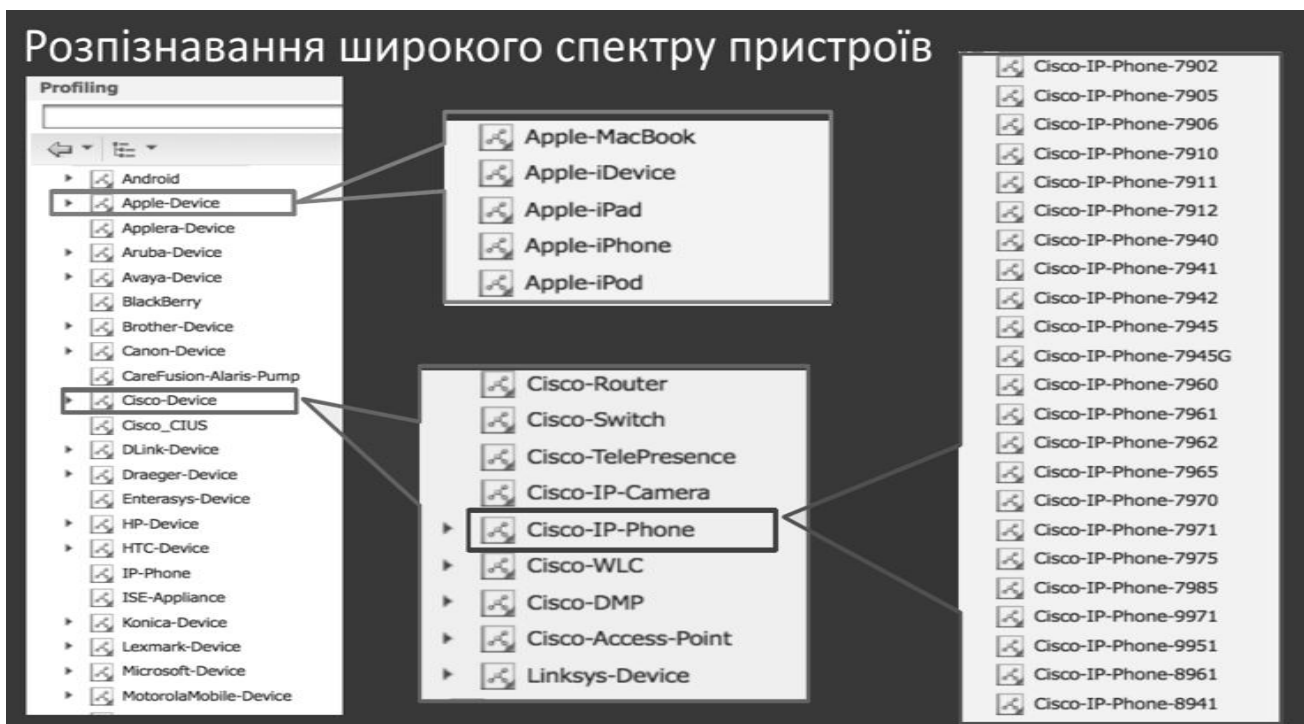 Розпізнавання широкого спектру пристроїв
Profiling
Android
Apple-Device
Applera-Device
Aruba-Device
Avaya-Device
BlackBerry
Brother-Device
Canon-Device
CareFusion-Alaris-Pump
Cisco-Device
Cisco_CIUS
DLink-Device
Draeger-Device
Enterasys-Device
HP-Device
HTC-Device
IP-Phone
ISE-Appliance
Konica-Device
Lexmark-Device
Microsoft-Device
MotorolaMobile-Device
Apple-MacBook
Apple-iDevice
Apple-iPad
Apple-iPhone
Apple-iPod
Cisco-Router
Cisco-Switch
Cisco-TelePresence
Cisco-IP-Camera
Cisco-IP-Phone
Cisco-WLC
Cisco-DMP
Cisco-Access-Point
Linksys-Device
Cisco-IP-Phone-7902
Cisco-IP-Phone-7905
Cisco-IP-Phone-7906
Cisco-IP-Phone-7910
Cisco-IP-Phone-7911
Cisco-IP-Phone-7912
Cisco-IP-Phone-7940
Cisco-IP-Phone-7941
Cisco-IP-Phone-7942
Cisco-IP-Phone-7945
Cisco-IP-Phone-7945G
Cisco-IP-Phone-7960
Cisco-IP-Phone-7961
Cisco-IP-Phone-7962
Cisco-IP-Phone-7965
Cisco-IP-Phone-7970
Cisco-IP-Phone-7971
Cisco-IP-Phone-7975
Cisco-IP-Phone-7985
Cisco-IP-Phone-9971
Cisco-IP-Phone-9951
Cisco-IP-Phone-8961
Cisco-IP-Phone-8941